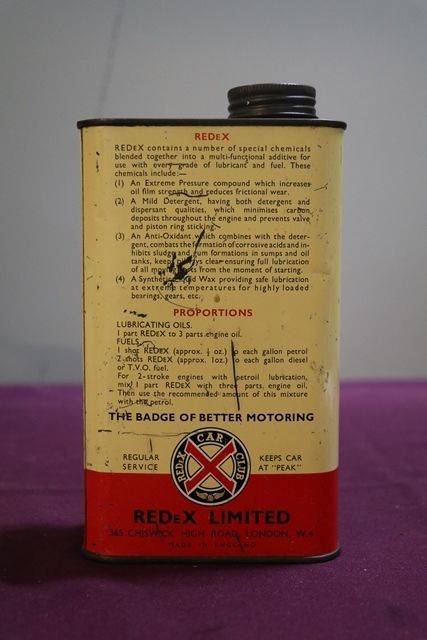 REDEX
REDEX contains a number of special chemicals
blended together into a multi-functional additive for
use with every grade of lubricant and fuel. These
chemicals include:—
(1) An Extreme Pressure compound which increases
oil film strength and reduces frictional wear.
(2) A Mild Detergent, having both detergent and
dispersant qualities, which minimises carbon
deposits throughout the engine and prevents valve
and piston ring sticking.
(3) An Anti-Oxidant which combines with the deter-
gent, combats the formation of corrosive acids and in-
hibits sludge and gum formations in sumps and oil
tanks, keeps ensuring full lubrication
of all from the moment of starting.
(4) A Wax providing safe lubrication
at extreme temperatures for highly loaded
bearings, gears, etc.
PROPORTIONS
LUBRICATING OILS.
1 part REDEX to 3 parts engine oil.
FUELS.
1 shot REDEX (approx. oz.) to each gallon petrol
2 shots REDEX (approx. 1oz.) to each gallon diesel
or T.V.O. fuel.
For 2-stroke engines with petroil lubrication,
mix 1 part REDEX with three parts engine oil,
Then use the recommended amount of this mixture
with the petrol.
THE BADGE OF BETTER MOTORING
REGULAR
SERVICE
REDEX CAR CLUB
KEEPS CAR
AT "PEAK"
REDEX LIMITED
365, CHISWICK HIGH ROAD, LONDON, W.4
MADE IN ENGLAND